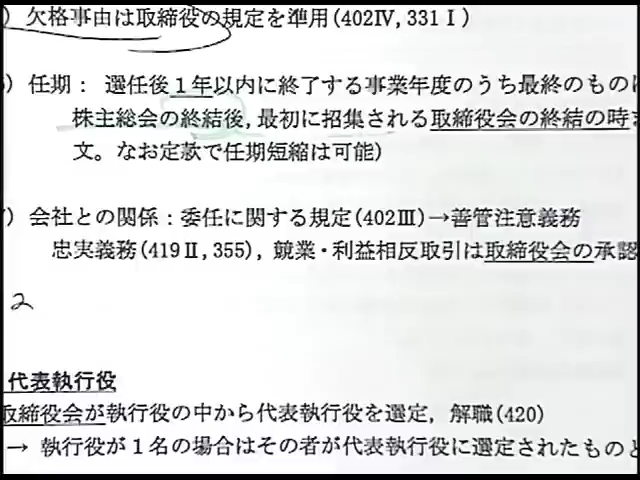 ) 欠格事由は取締役の規定を準用(402Ⅳ,331Ⅰ)
) 任期： 選任後１年以内に終了する事業年度のうち最終のものに
株主総会の終結後,最初に招集される取締役会の終結の時ま
文。なお定款で任期短縮は可能)
) 会社との関係：委任に関する規定(402Ⅲ)→善管注意義務
忠実義務(419Ⅱ,355), 競業・利益相反取引は取締役会の承認
2
代表執行役
取締役会が執行役の中から代表執行役を選定, 解職(420)
→ 執行役が１名の場合はその者が代表執行役に選定されたものと